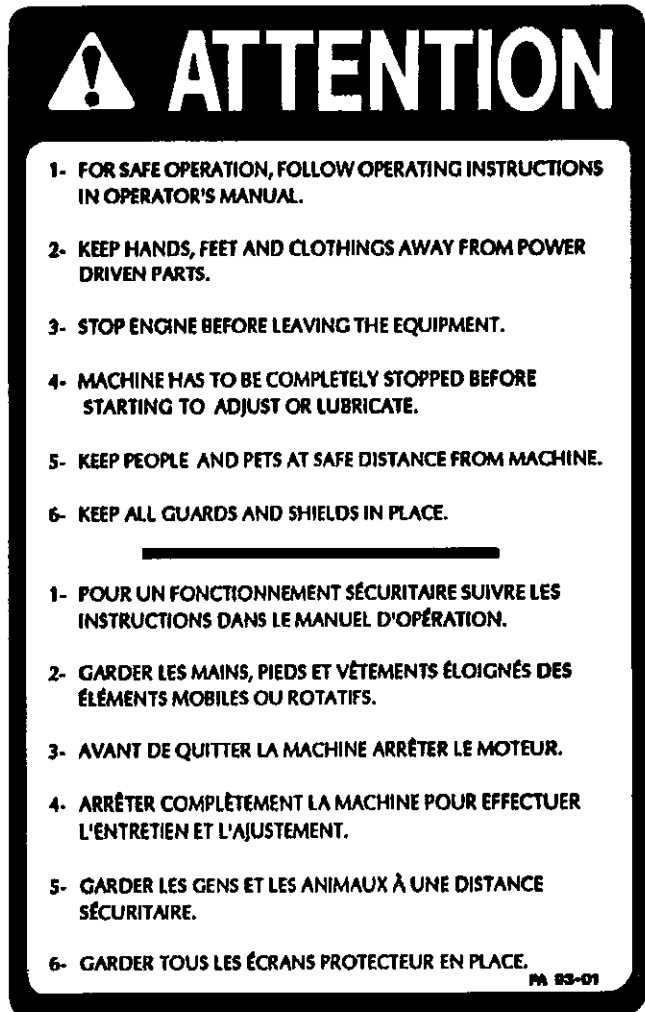 ATTENTION
1- FOR SAFE OPERATION, FOLLOW OPERATING INSTRUCTIONS
IN OPERATOR'S MANUAL.
2- KEEP HANDS, FEET AND CLOTHINGS AWAY FROM POWER
DRIVEN PARTS.
3- STOP ENGINE BEFORE LEAVING THE EQUIPMENT.
4- MACHINE HAS TO BE COMPLETELY STOPPED BEFORE
STARTING TO ADJUST OR LUBRICATE.
5- KEEP PEOPLE AND PETS AT SAFE DISTANCE FROM MACHINE.
6- KEEP ALL GUARDS AND SHIELDS IN PLACE.
1- POUR UN FONCTIONNEMENT SÉCURITAIRE SUIVRE LES
INSTRUCTIONS DANS LE MANUEL D'OPÉRATION.
2- GARDER LES MAINS, PIEDS ET VÊTEMENTS ÉLOIGNÉS DES
ÉLÉMENTS MOBILES OU ROTATIFS.
3- AVANT DE QUITTER LA MACHINE ARRÊTER LE MOTEUR.
4- ARRÊTER COMPLÈTEMENT LA MACHINE POUR EFFECTUER
L'ENTRETIEN ET L'AJUSTEMENT.
5- GARDER LES GENS ET LES ANIMAUX À UNE DISTANCE
SÉCURITAIRE.
6- GARDER TOUS LES ÉCRANS PROTECTEUR EN PLACE.
PA 93-01